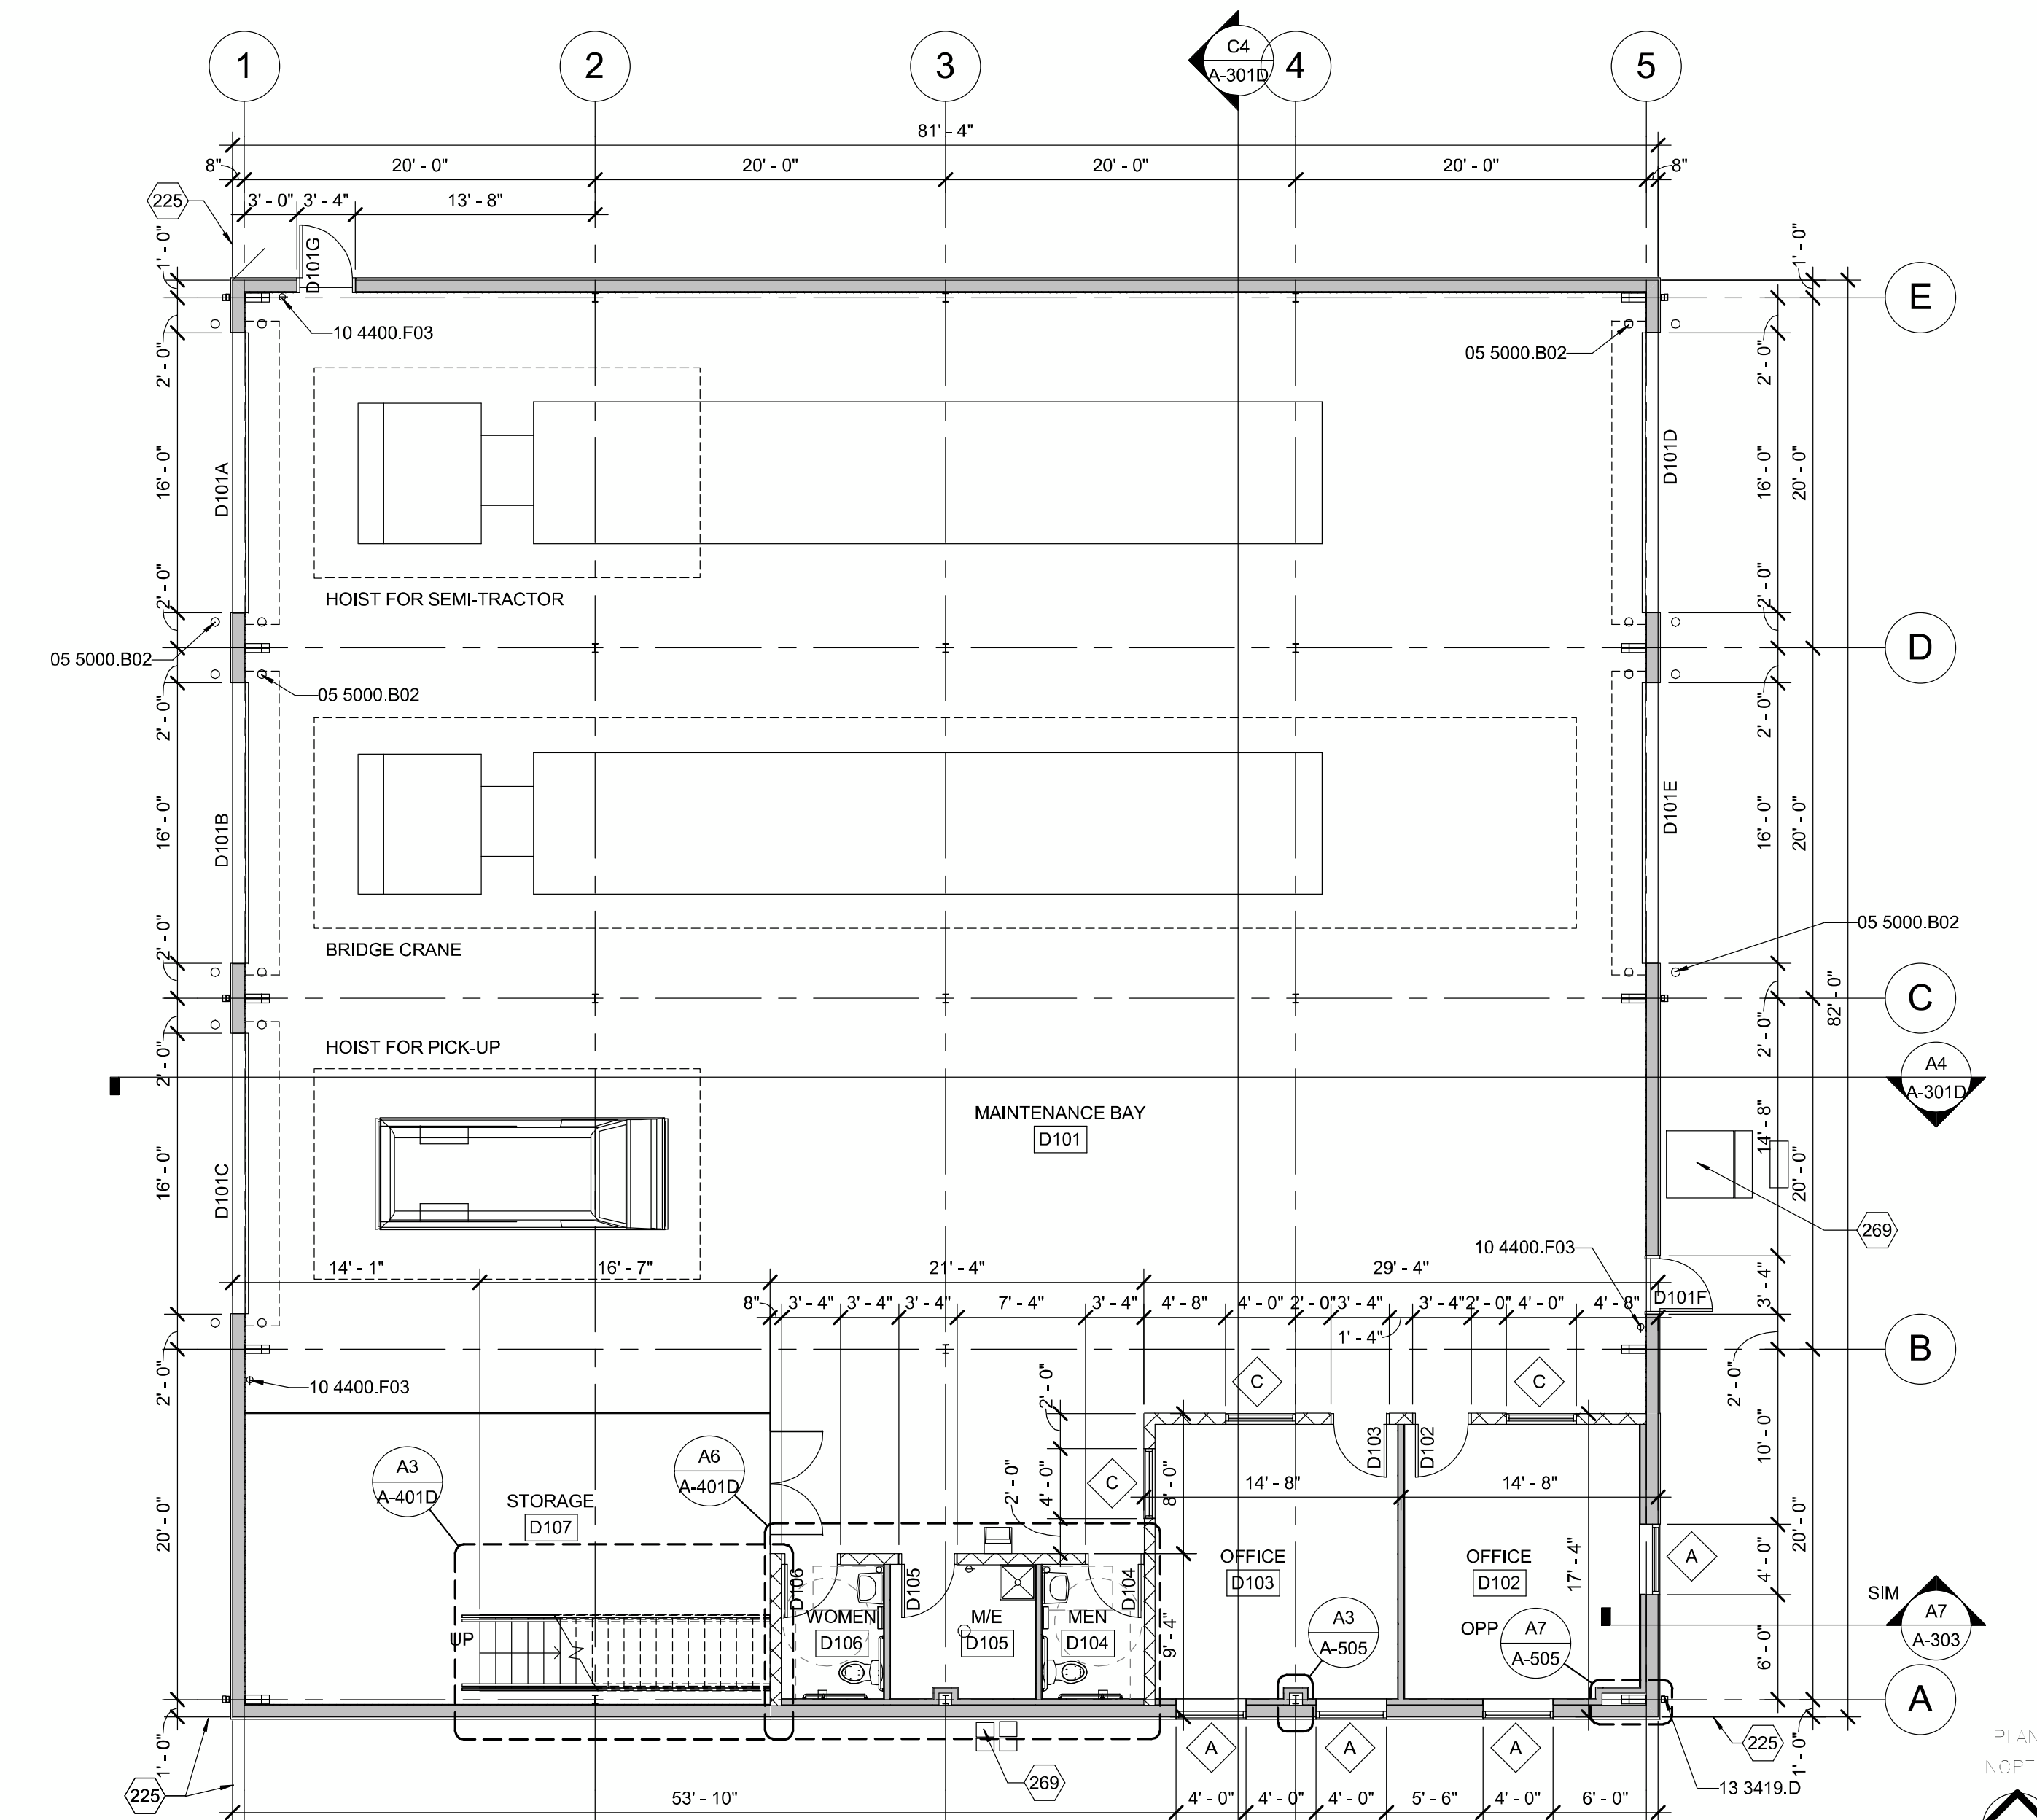 1
2
3
C4
A-301D
4
5
81' - 4"
8"
20' - 0"
20' - 0"
20' - 0"
20' - 0"
8"
225
3' - 0"
3' - 4"
13' - 8"
1' - 0"
D101G
1' - 0"
E
10 4400.F03
05 5000.B02
2' - 0"
2' - 0"
16' - 0"
D101A
D101D
16' - 0"
20' - 0"
2' - 0"
HOIST FOR SEMI-TRACTOR
2' - 0"
05 5000.B02
D
05 5000.B02
2' - 0"
2' - 0"
16' - 0"
D101B
D101E
16' - 0"
20' - 0"
2' - 0"
BRIDGE CRANE
05 5000.B02
C
82' - 0"
2' - 0"
HOIST FOR PICK-UP
2' - 0"
A4
A-301D
MAINTENANCE BAY
D101
14' - 8"
16' - 0"
D101C
20' - 0"
269
10 4400.F03
14' - 1"
16' - 7"
21' - 4"
29' - 4"
3' - 4"
D101F
8"
3' - 4"
3' - 4"
3' - 4"
7' - 4"
3' - 4"
4' - 8"
4' - 0"
2' - 0"
3' - 4"
3' - 4"
2' - 0"
4' - 0"
4' - 8"
1' - 4"
B
2' - 0"
10 4400.F03
2' - 0"
C
C
2' - 0"
A3
A-401D
A6
A-401D
D103
D102
10' - 0"
C
2' - 0"
4' - 0"
8' - 0"
14' - 8"
14' - 8"
STORAGE
D107
20' - 0"
20' - 0"
OFFICE
D103
OFFICE
D102
17' - 4"
A
4' - 0"
D106
D105
D104
SIM
A7
A-303
UP
WOMEN
D106
M/E
D105
MEN
D104
9' - 4"
A3
A-505
OPP
A7
A-505
6' - 0"
A
1' - 0"
A
A
A
225
1' - 0"
PLAN
225
269
13 3419.D
53' - 10"
4' - 0"
4' - 0"
4' - 0"
5' - 6"
4' - 0"
6' - 0"